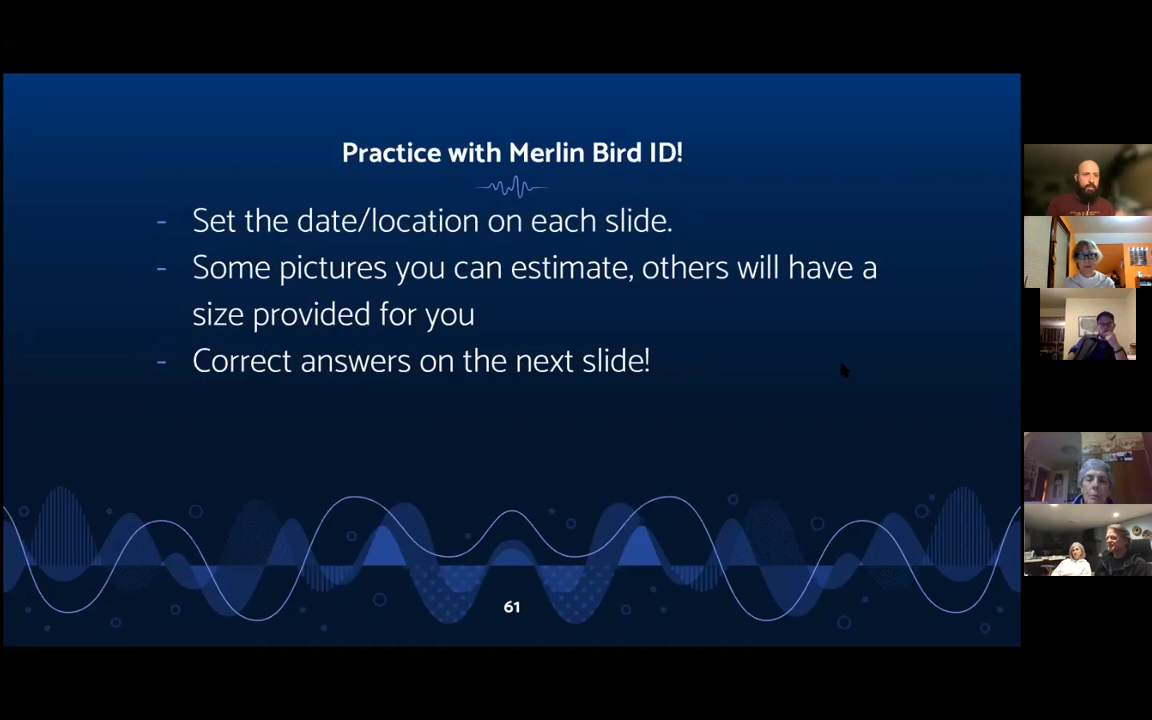 Practice with Merlin Bird ID!
- Set the date/location on each slide.
- Some pictures you can estimate, others will have a
size provided for you
- Correct answers on the next slide!
61